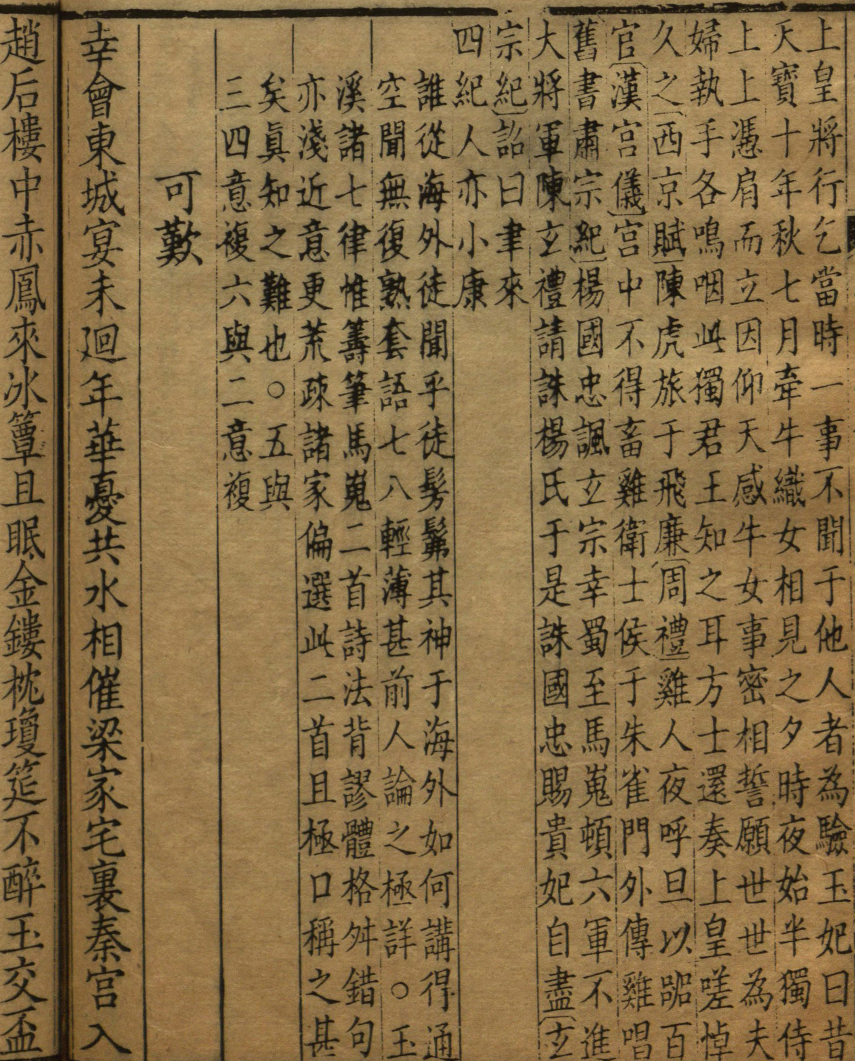 上皇將行乞當時一事不聞于他人者為驗玉妃曰昔
天寶十年秋七月牽牛織女相見之夕時夜始半獨侍
上上憑肩而立因仰天感牛女事密相誓願世世為夫
婦執手各嗚咽此獨君王知之耳方士還奏上皇嗟悼
久之西京賦陳虎旅于飛廉周禮雞人夜呼旦以嘂百
官漢宮儀宮中不得畜雞衛士候于朱雀門外傳雞唱
舊書肅宗紀楊國忠諷玄宗幸蜀至馬嵬頓六軍不進
大將軍陳玄禮請誅楊氏于是誅國忠賜貴妃自盡玄
宗紀詔曰聿來
四紀人亦小康
誰從海外徒聞乎徒髣髴其神于海外如何講得通
空聞無復熟套語七八輕薄甚前人論之極詳○玉
溪諸七律惟籌筆馬嵬二首詩法背謬體格舛錯句
亦淺近意更荒疎諸家偏選此二首且極口稱之甚
矣真知之難也○五與
三四意複六與二意複
可歎
幸會東城宴未廻年華憂共水相催梁家宅裏秦宮入
趙后樓中赤鳳來冰簟且眠金鏤枕瓊筵不醉玉交盃